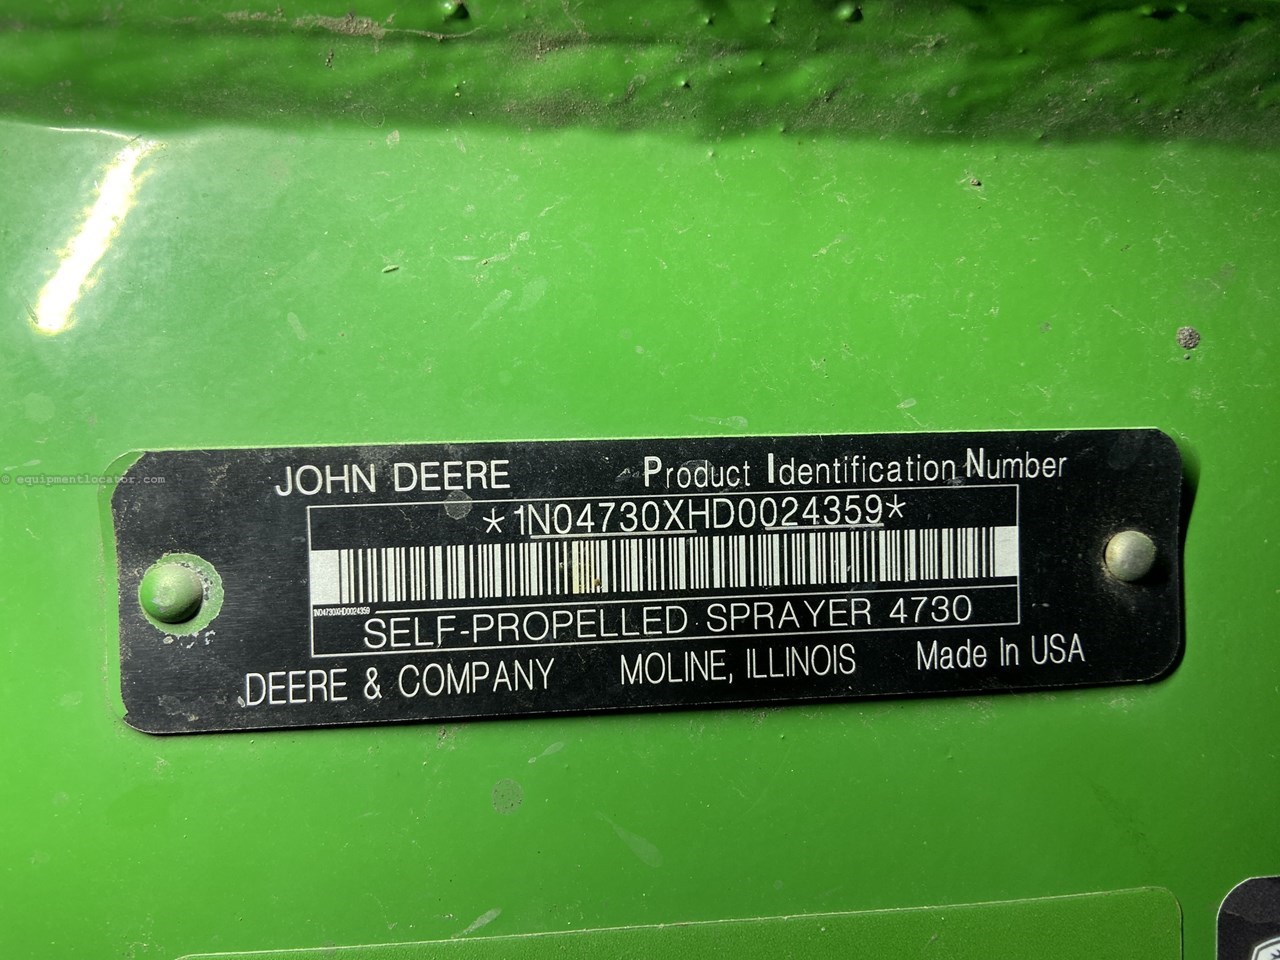 JOHN DEERE Product Identification Number
*1N04730XHD0024359*
1N04730XHD0024359
SELF-PROPELLED SPRAYER 4730
DEERE & COMPANY MOLINE, ILLINOIS Made In USA
© equipmentlocator.com